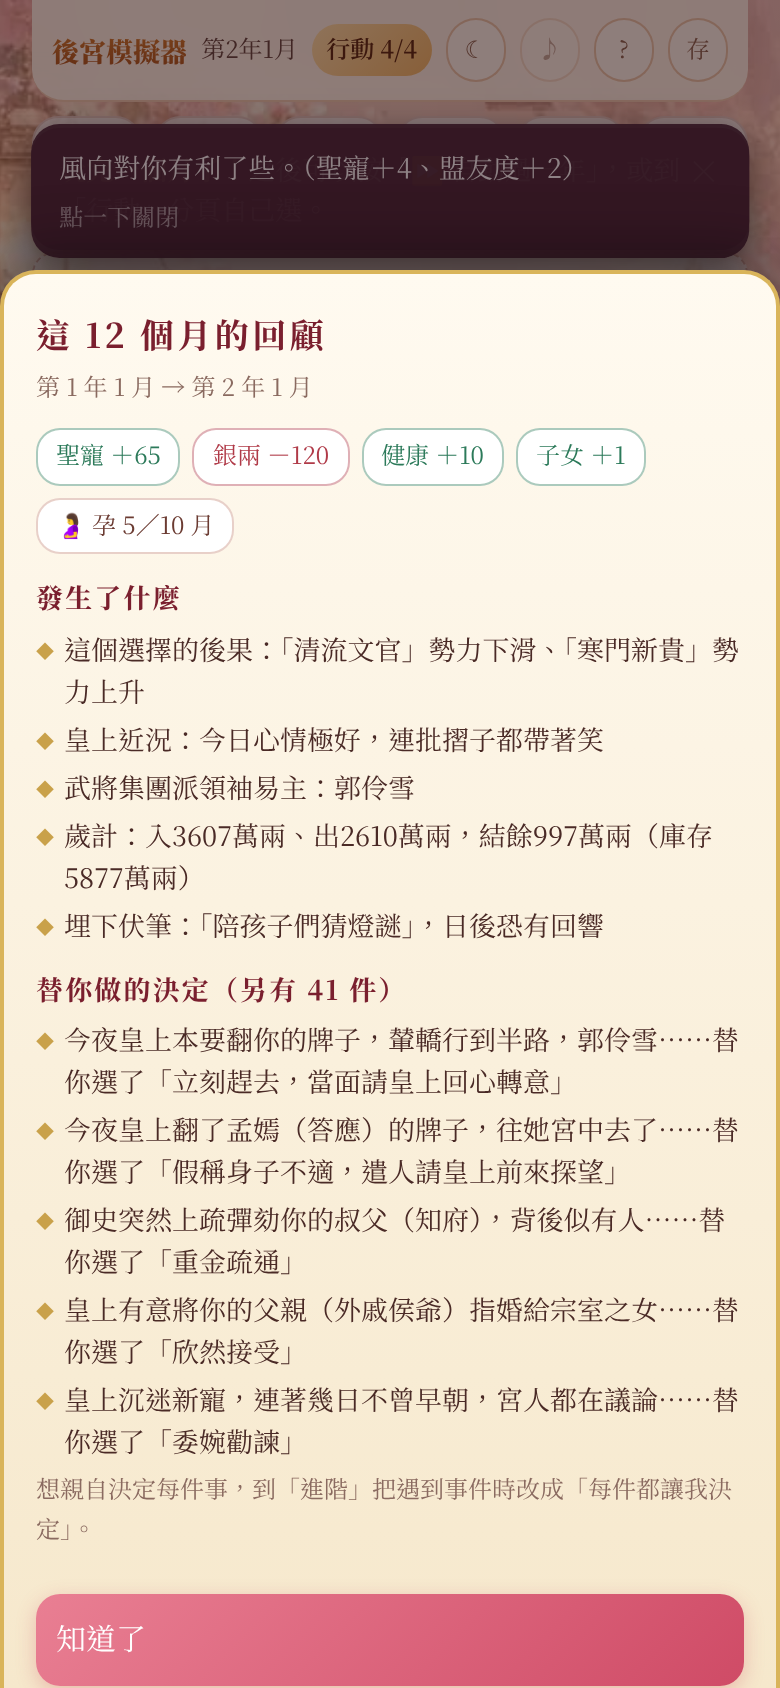 後宮模擬器 第2年1月 行動 4/4 ? 存
風向對你有利了些。(聖寵+4、盟友度+2)
點一下關閉
這 12 個月的回顧
第 1 年 1 月 → 第 2 年 1 月
聖寵 +65 銀兩 −120 健康 +10 子女 +1
孕 5/10 月
發生了什麼
這個選擇的後果:「清流文官」勢力下滑、「寒門新貴」勢
力上升
皇上近況:今日心情極好,連批摺子都帶著笑
武將集團派領袖易主:郭伶雪
歲計:入3607萬兩、出2610萬兩,結餘997萬兩(庫存
5877萬兩)
埋下伏筆:「陪孩子們猜燈謎」,日後恐有回響
替你做的決定(另有 41 件)
今夜皇上本要翻你的牌子,輦轎行到半路,郭伶雪……替
你選了「立刻趕去,當面請皇上回心轉意」
今夜皇上翻了孟嫣(答應)的牌子,往她宮中去了……替
你選了「假稱身子不適,遣人請皇上前來探望」
御史突然上疏彈劾你的叔父(知府),背後似有人……替
你選了「重金疏通」
皇上有意將你的父親(外戚侯爺)指婚給宗室之女……替
你選了「欣然接受」
皇上沉迷新寵,連著幾日不曾早朝,宮人都在議論……替
你選了「委婉勸諫」
想親自決定每件事,到「進階」把遇到事件時改成「每件都讓我決
定」。
知道了